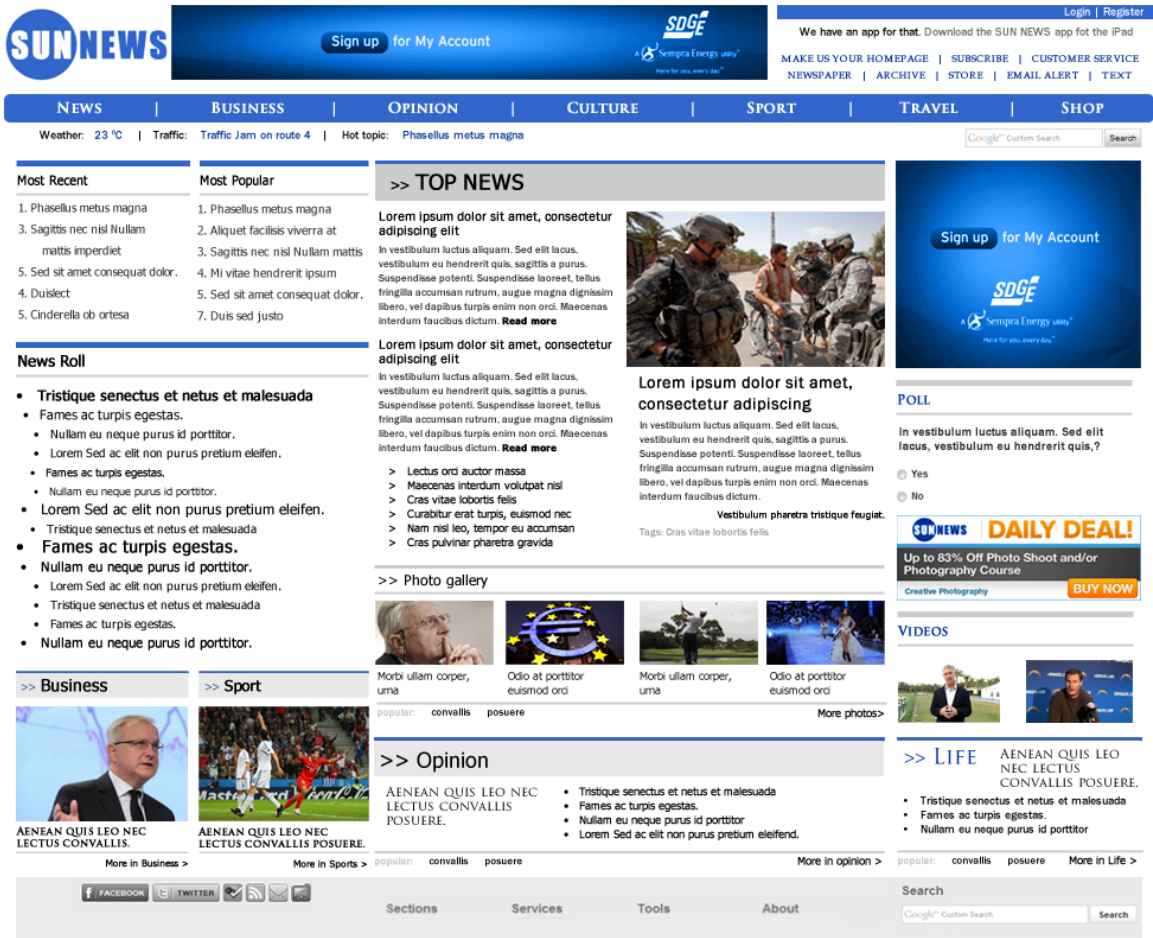 SUN NEWS
Sign up for My Account
SDGE
A Sempra Energy utility
Here for you, every day.
Login | Register
We have an app for that. Download the SUN NEWS app fot the iPad
MAKE US YOUR HOMEPAGE | SUBSCRIBE | CUSTOMER SERVICE
NEWSPAPER | ARCHIVE | STORE | EMAIL ALERT | TEXT
NEWS | BUSINESS | OPINION | CULTURE | SPORT | TRAVEL | SHOP
Weather: 23 ºC | Traffic: Traffic Jam on route 4 | Hot topic: Phasellus metus magna
Google™ Custom Search Search
Most Recent
1. Phasellus metus magna
3. Sagittis nec nisl Nullam
mattis imperdiet
5. Sed sit amet consequat dolor.
4. Duislect
5. Cinderella ob ortesa
Most Popular
1. Phasellus metus magna
2. Aliquet facilisis viverra at
3. Sagittis nec nisl Nullam mattis
4. Mi vitae hendrerit ipsum
5. Sed sit amet consequat dolor.
7. Duis sed justo
News Roll
• Tristique senectus et netus et malesuada
• Fames ac turpis egestas.
• Nullam eu neque purus id porttitor.
• Lorem Sed ac elit non purus pretium eleifen.
• Fames ac turpis egestas.
• Nullam eu neque purus id porttitor.
• Lorem Sed ac elit non purus pretium eleifen.
• Tristique senectus et netus et malesuada
• Fames ac turpis egestas.
• Nullam eu neque purus id porttitor.
• Lorem Sed ac elit non purus pretium eleifen.
• Tristique senectus et netus et malesuada
• Fames ac turpis egestas.
• Nullam eu neque purus id porttitor.
>> Business
AENEAN QUIS LEO NEC
LECTUS CONVALLIS.
More in Business >
>> Sport
AENEAN QUIS LEO NEC
LECTUS CONVALLIS POSUERE.
More in Sports >
>> TOP NEWS
Lorem ipsum dolor sit amet, consectetur
adipiscing elit
In vestibulum luctus aliquam. Sed elit lacus,
vestibulum eu hendrerit quis, sagittis a purus.
Suspendisse potenti. Suspendisse laoreet, tellus
fringilla accumsan rutrum, augue magna dignissim
libero, vel dapibus turpis enim non orci. Maecenas
interdum faucibus dictum. Read more
Lorem ipsum dolor sit amet, consectetur
adipiscing elit
In vestibulum luctus aliquam. Sed elit lacus,
vestibulum eu hendrerit quis, sagittis a purus.
Suspendisse potenti. Suspendisse laoreet, tellus
fringilla accumsan rutrum, augue magna dignissim
libero, vel dapibus turpis enim non orci. Maecenas
interdum faucibus dictum. Read more
> Lectus orci auctor massa
> Maecenas interdum volutpat nisl
> Cras vitae lobortis felis
> Curabitur erat turpis, euismod nec
> Nam nisl leo, tempor eu accumsan
> Cras pulvinar pharetra gravida
Lorem ipsum dolor sit amet,
consectetur adipiscing
In vestibulum luctus aliquam. Sed elit lacus,
vestibulum eu hendrerit quis, sagittis a purus.
Suspendisse potenti. Suspendisse laoreet, tellus
fringilla accumsan rutrum, augue magna dignissim
libero, vel dapibus turpis enim non orci. Maecenas
interdum faucibus dictum.
Vestibulum pharetra tristique feugiat.
Tags: Cras vitae lobortis felis
>> Photo gallery
Morbi ullam corper,
urna
Odio at porttitor
euismod orci
Morbi ullam corper,
urna
Odio at porttitor
euismod orci
popular: convallis posuere
More photos>
>> Opinion
AENEAN QUIS LEO NEC
LECTUS CONVALLIS
POSUERE.
• Tristique senectus et netus et malesuada
• Fames ac turpis egestas.
• Nullam eu neque purus id porttitor
• Lorem Sed ac elit non purus pretium eleifend.
popular: convallis posuere
More in opinion >
Sign up for My Account
SDGE
A Sempra Energy utility
Here for you, every day.
POLL
In vestibulum luctus aliquam. Sed elit
lacus, vestibulum eu hendrerit quis,?
Yes
No
SUN NEWS DAILY DEAL!
Up to 83% Off Photo Shoot and/or
Photography Course
Creative Photography
BUY NOW
VIDEOS
>> LIFE
AENEAN QUIS LEO
NEC LECTUS
CONVALLIS POSUERE.
• Tristique senectus et netus et malesuada
• Fames ac turpis egestas.
• Nullam eu neque purus id porttitor
popular: convallis posuere More in Life >
FACEBOOK TWITTER
Sections Services Tools About
Search
Google™ Custom Search Search